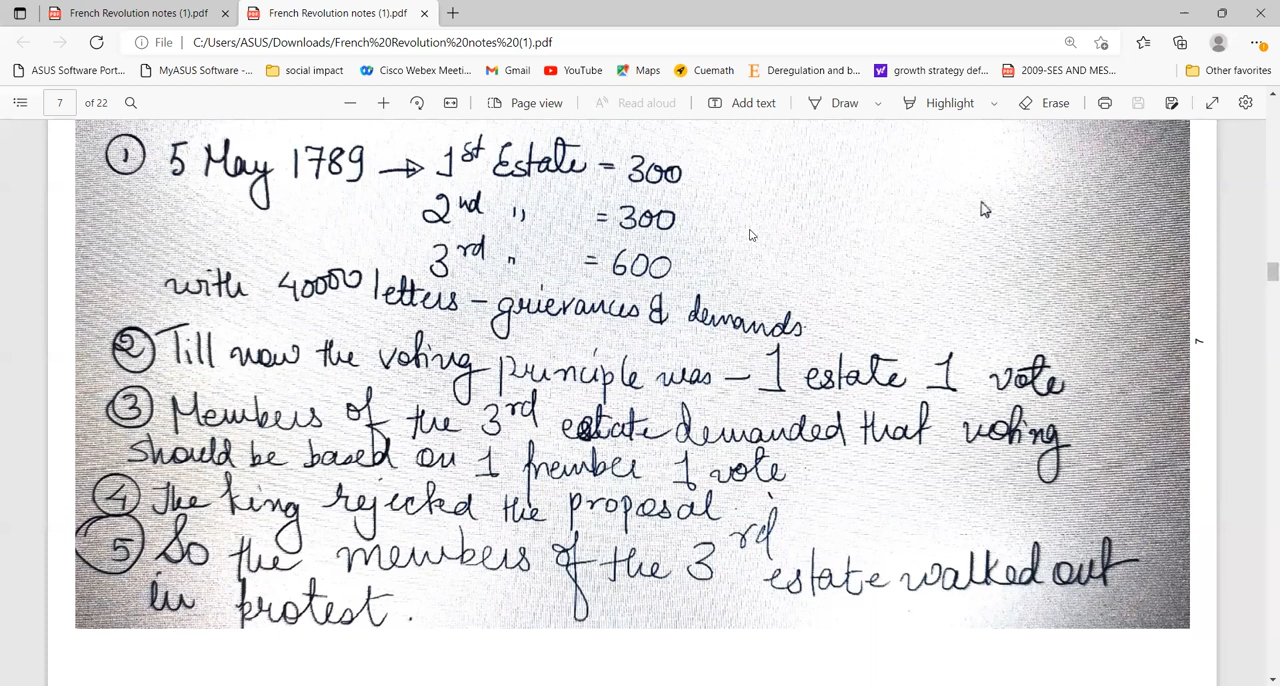 French Revolution notes (1).pdf
French Revolution notes (1).pdf
File C:/Users/ASUS/Downloads/French%20Revolution%20notes%20(1).pdf
ASUS Software Port... MyASUS Software -... social impact Cisco Webex Meeti... Gmail YouTube Maps Cuemath Deregulation and b... growth strategy def... 2009-SES AND MES... Other favorites
7 of 22 Page view Read aloud Add text Draw Highlight Erase
① 5 May 1789 → 1st Estate = 300
2nd " = 300
3rd " = 600
with 40000 letters - grievances & demands
② Till now the voting principle was - 1 estate 1 vote
③ Members of the 3rd estate demanded that voting
should be based on 1 member 1 vote
④ The king rejected the proposal.
⑤ So the members of the 3rd estate walked out
in protest.
7